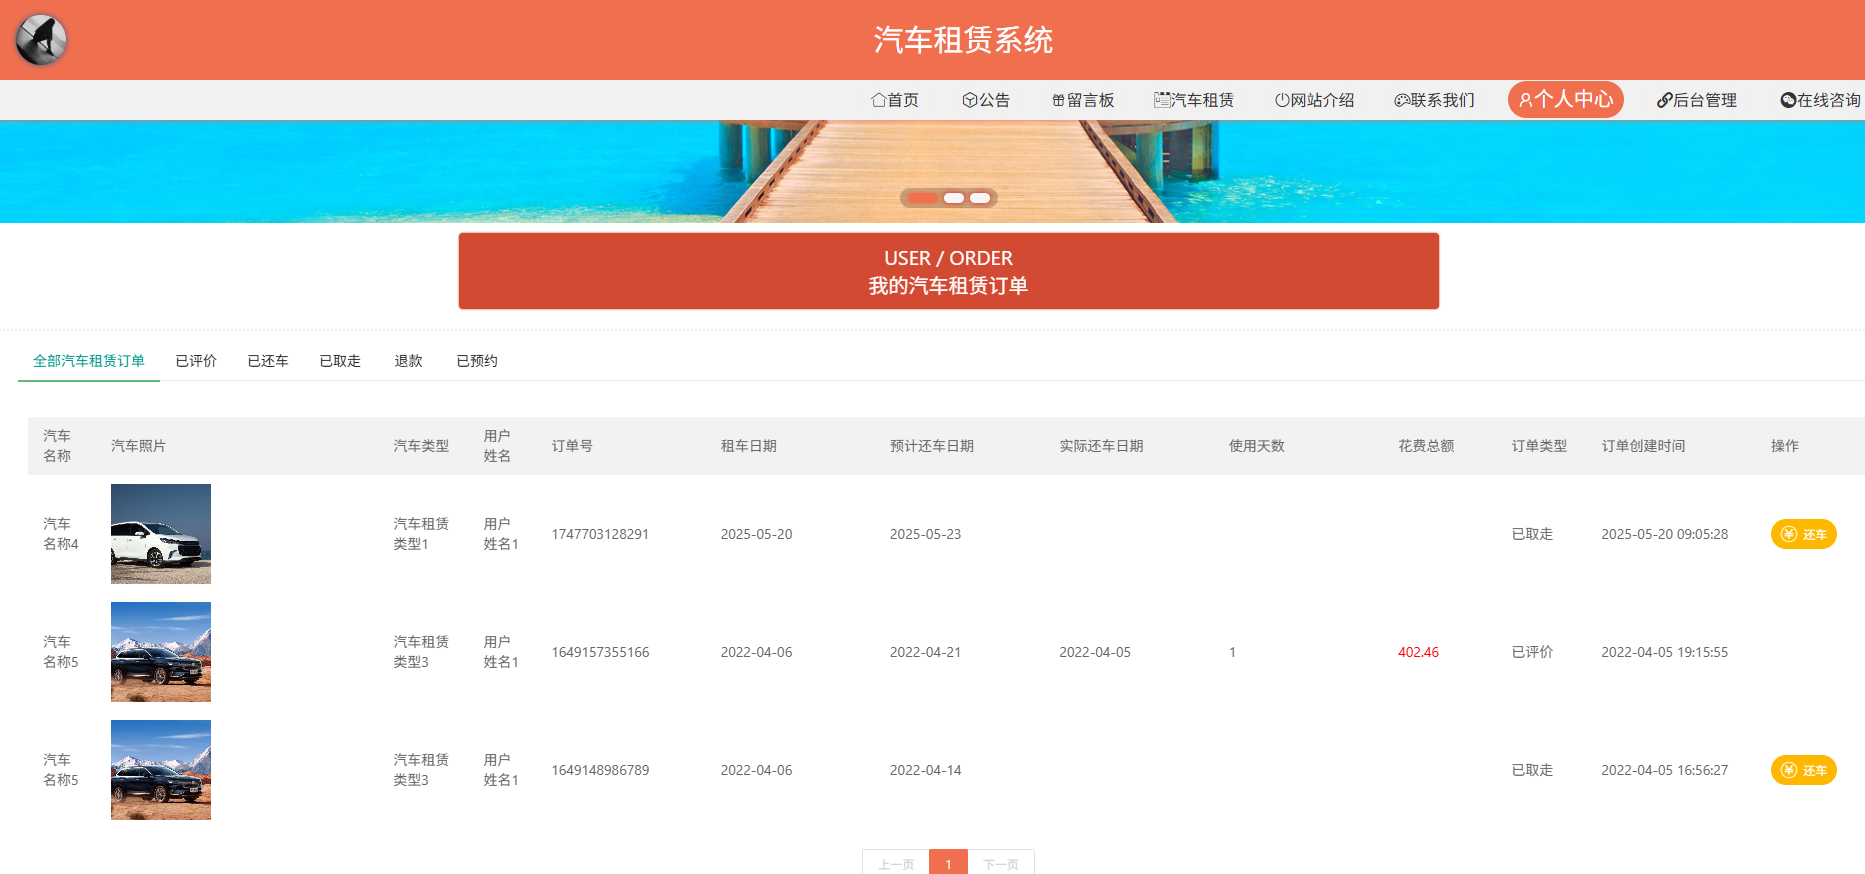 汽车租赁系统
首页 公告 留言板 汽车租赁 网站介绍 联系我们 个人中心 后台管理 在线咨询
USER / ORDER
我的汽车租赁订单
全部汽车租赁订单 已评价 已还车 已取走 退款 已预约
汽车名称 汽车照片 汽车类型 用户姓名 订单号 租车日期 预计还车日期 实际还车日期 使用天数 花费总额 订单类型 订单创建时间 操作
汽车名称4 汽车租赁类型1 用户姓名1 1747703128291 2025-05-20 2025-05-23 已取走 2025-05-20 09:05:28 还车
汽车名称5 汽车租赁类型3 用户姓名1 1649157355166 2022-04-06 2022-04-21 2022-04-05 1 402.46 已评价 2022-04-05 19:15:55
汽车名称5 汽车租赁类型3 用户姓名1 1649148986789 2022-04-06 2022-04-14 已取走 2022-04-05 16:56:27 还车
上一页 1 下一页